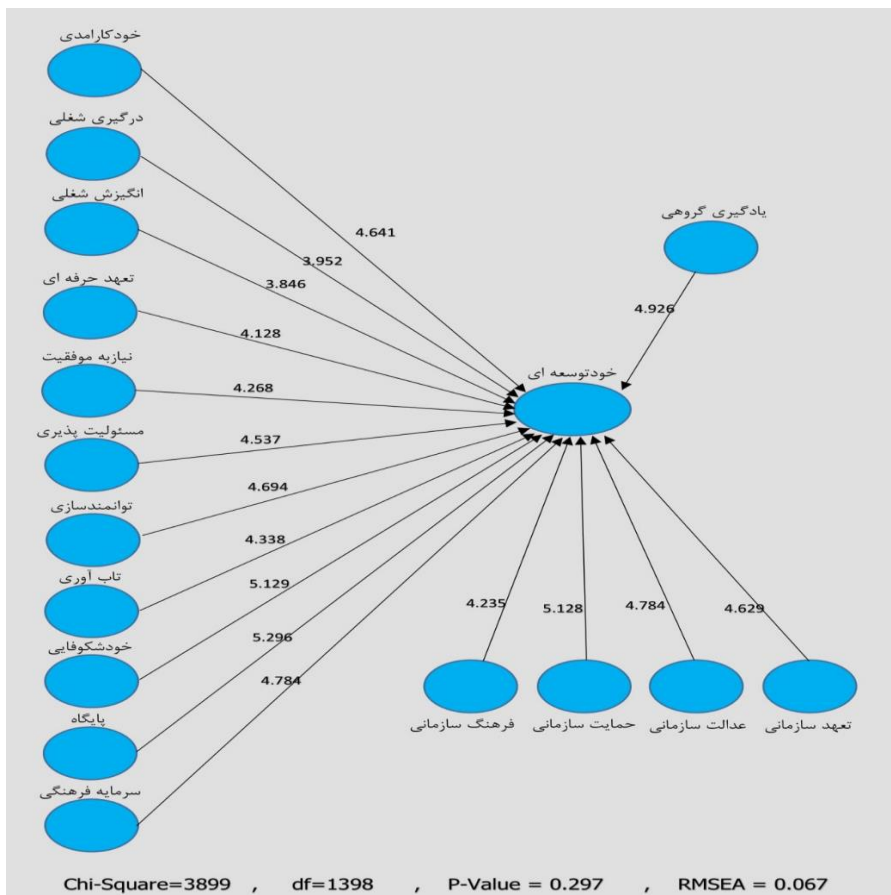 خودکارامدی
درگیری شغلی
انگیزش شغلی
تعهد حرفه ای
نیازبه موفقیت
مسئولیت پذیری
توانمندسازی
تاب آوری
خودشکوفایی
پایگاه
سرمایه فرهنگی
4.641
3.952
3.846
4.128
4.268
4.537
4.694
4.338
5.129
5.296
4.784
یادگیری گروهی
4.926
خودتوسعه ای
4.235
5.128
4.784
4.629
فرهنگ سازمانی
حمایت سازمانی
عدالت سازمانی
تعهد سازمانی
Chi-Square=3899 , df=1398 , P-Value = 0.297 , RMSEA = 0.067